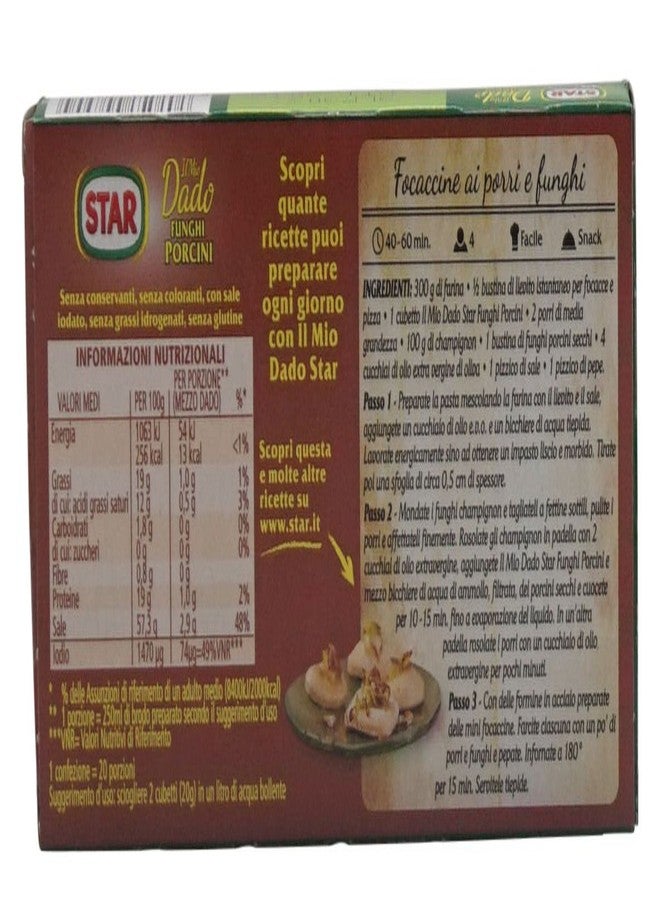 STAR
Il Mio
Dado
FUNGHI
PORCINI
Senza conservanti, senza coloranti, con sale
iodato, senza grassi idrogenati, senza glutine
INFORMAZIONI NUTRIZIONALI
VALORI MEDI | PER 100g | PER PORZIONE** (MEZZO DADO) | %*
Energia 1063 kJ 54 kJ
256 kcal 13 kcal <1%
Grassi 19 g 1,0 g 1%
di cui: acidi grassi saturi 12 g 0,5 g 3%
Carboidrati 1,8 g 0 g 0%
di cui: zuccheri 0 g 0%
Fibre 0,8 g 0 g
Proteine 19 g 1,0 g 2%
Sale 57,3 g 2,9 g 48%
Iodio 1470 µg 74µg=49%VNR***
* % delle Assunzioni di riferimento di un adulto medio (8400kJ/2000kcal)
** 1 porzione = 250ml di brodo preparato secondo il suggerimento d'uso
***VNR= Valori Nutritivi di Riferimento
1 confezione = 20 porzioni
Suggerimento d'uso: sciogliere 2 cubetti (20g) in un litro di acqua bollente
Scopri
quante
ricette puoi
preparare
ogni giorno
con Il Mio
Dado Star
Scopri questa
e molte altre
ricette su
www.star.it
STAR
Dado
Focaccine ai porri e funghi
40-60 min. 4 Facile Snack
INGREDIENTI: 300 g di farina • ½ bustina di lievito istantaneo per focacce e
pizza • 1 cubetto Il Mio Dado Star Funghi Porcini • 2 porri di media
grandezza • 100 g di champignon • 1 bustina di funghi porcini secchi • 4
cucchiai di olio extra vergine di oliva • 1 pizzico di sale • 1 pizzico di pepe.
Passo 1 - Preparate la pasta mescolando la farina con il lievito e il sale,
aggiungete un cucchiaio di olio e.v.o. e un bicchiere di acqua tiepida.
Lavorate energicamente sino ad ottenere un impasto liscio e morbido. Tirate
poi una sfoglia di circa 0,5 cm di spessore.
Passo 2 - Mondate i funghi champignon e tagliateli a fettine sottili, pulite i
porri e affettateli finemente. Rosolate gli champignon in padella con 2
cucchiai di olio extravergine, aggiungete Il Mio Dado Star Funghi Porcini e
mezzo bicchiere di acqua di ammollo, filtrata, dei porcini secchi e cuocete
per 10-15 min. fino a evaporazione del liquido. In un'altra
padella rosolate i porri con un cucchiaio di olio
extravergine per pochi minuti.
Passo 3 - Con delle formine in acciaio preparate
delle mini focaccine. Farcite ciascuna con un po' di
porri e funghi e pepate. Infornate a 180°
per 15 min. Servitele tiepide.